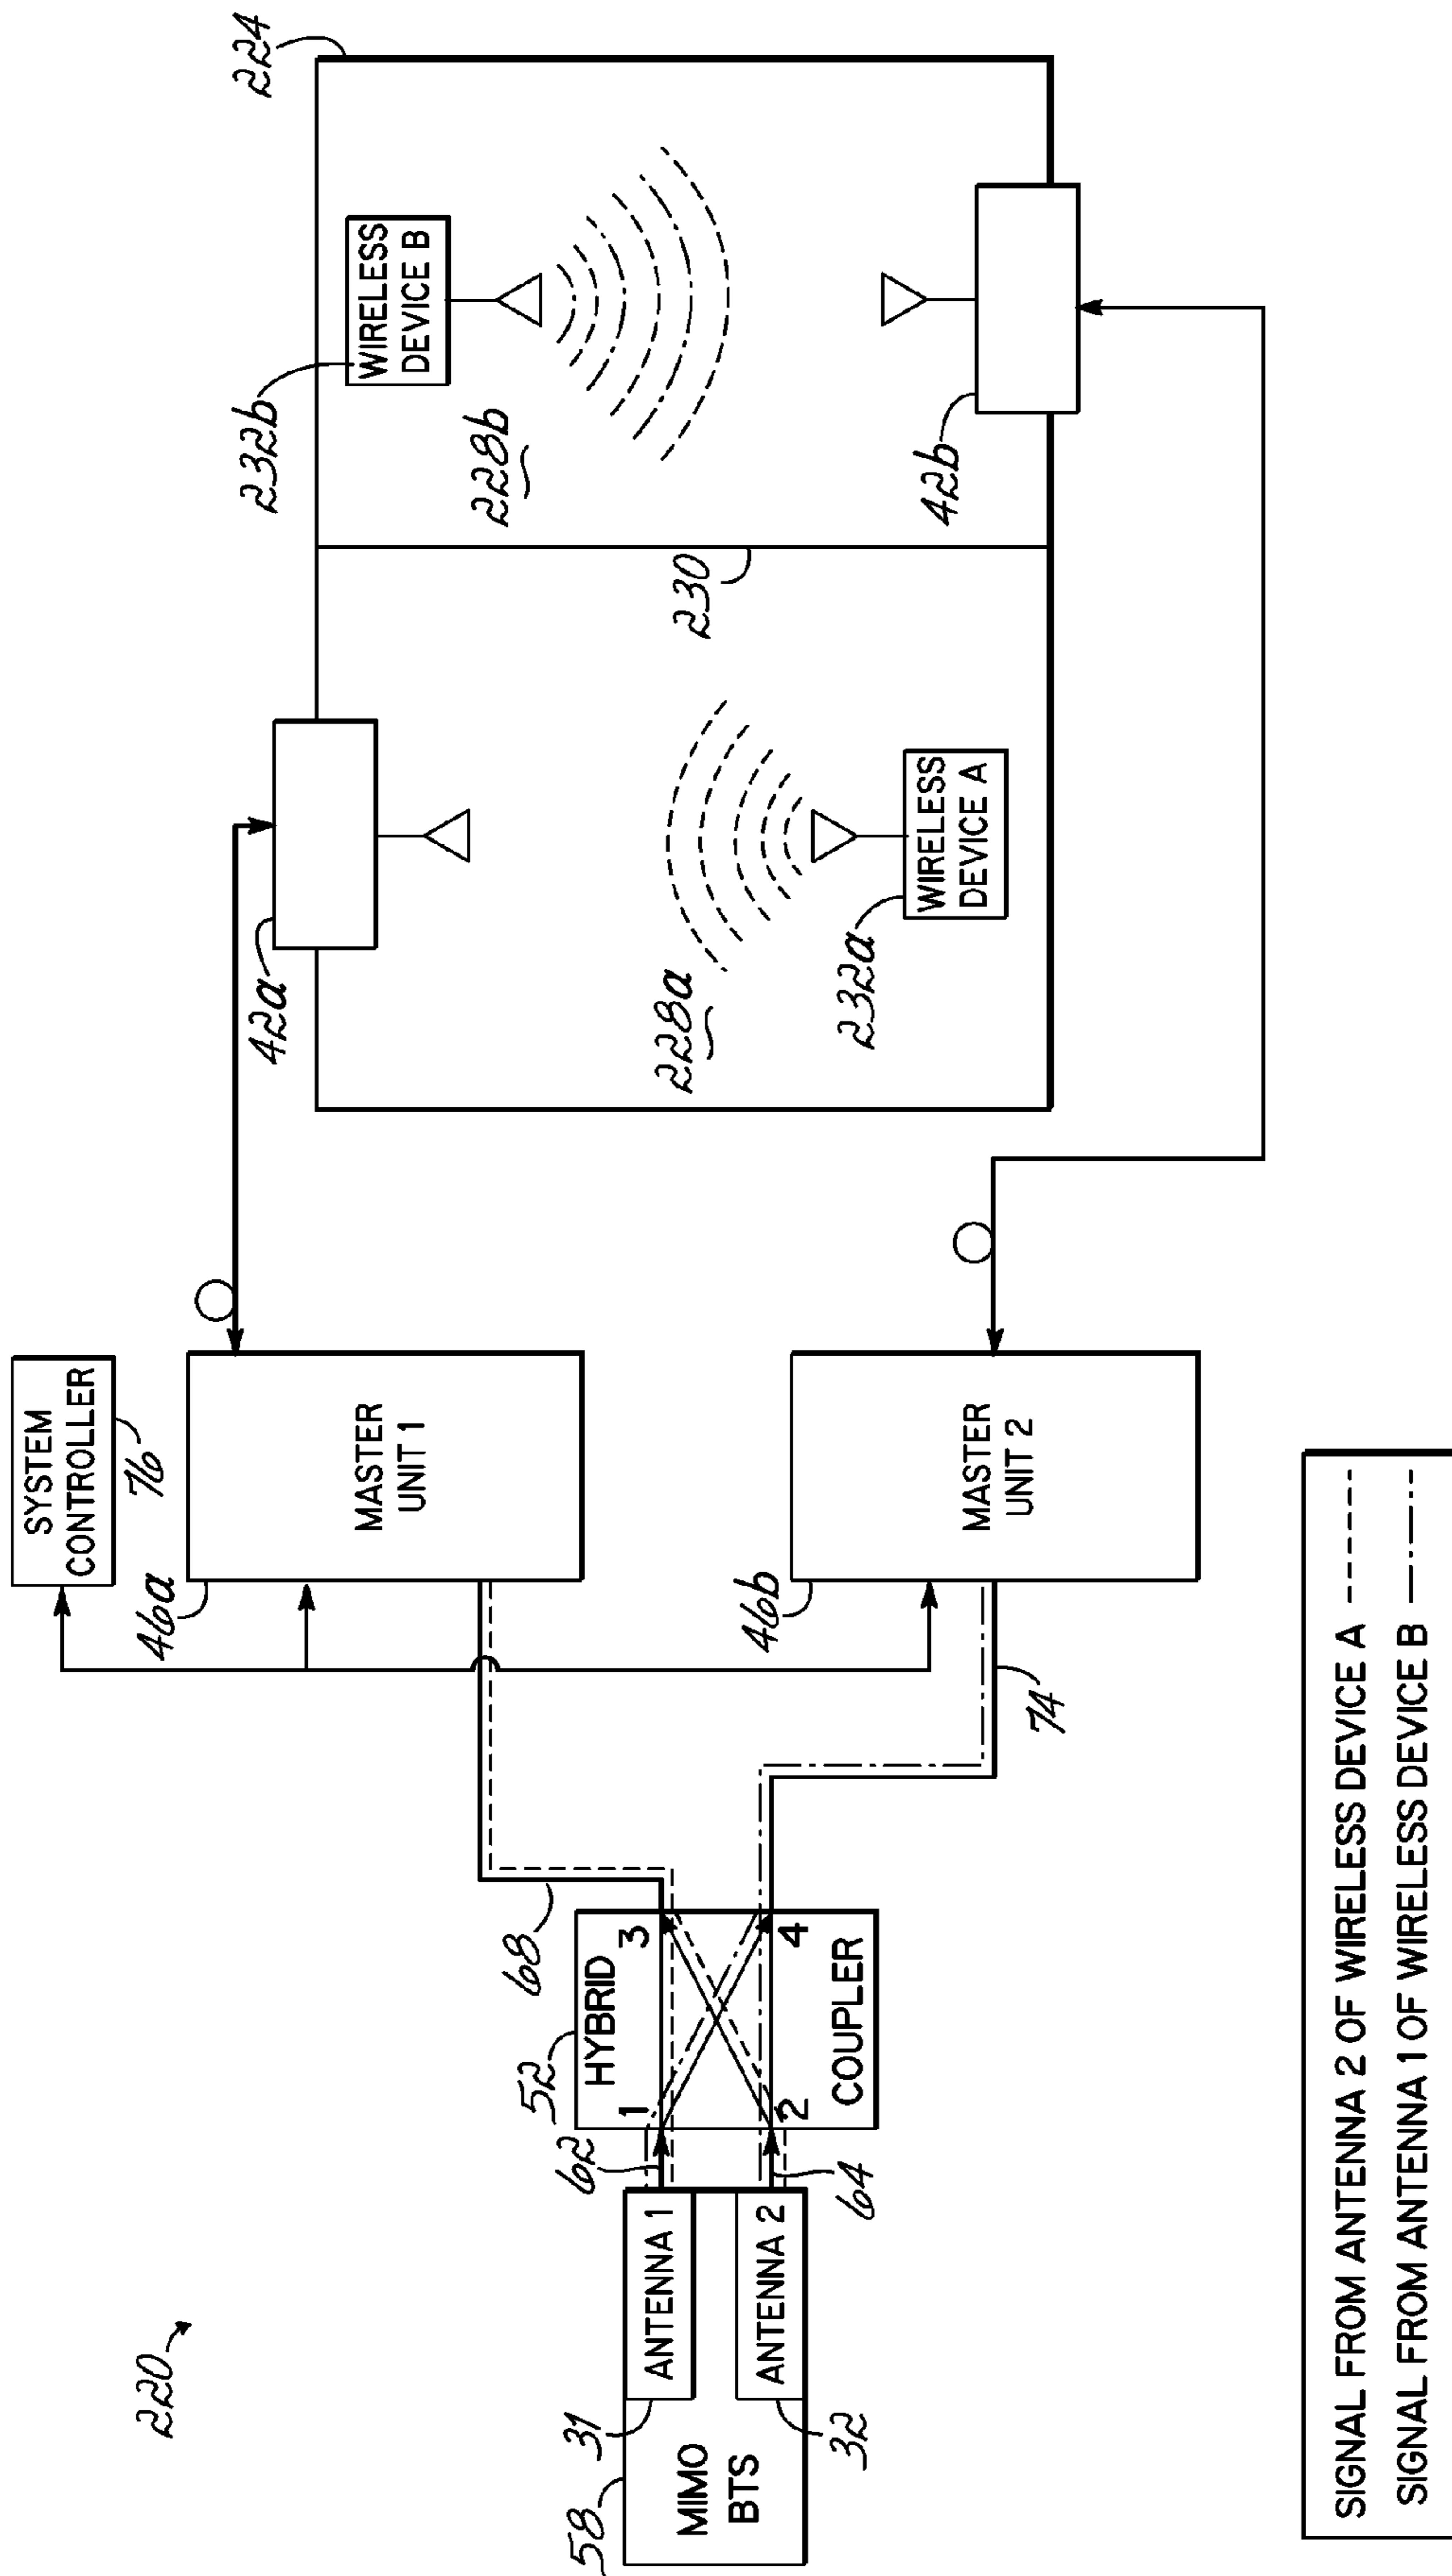 220
58
MIMO
BTS
31
ANTENNA 1
32
ANTENNA 2
62
64
52
HYBRID
1
3
2
4
COUPLER
68
74
SYSTEM
CONTROLLER
76
46a
MASTER
UNIT 1
46b
MASTER
UNIT 2
42a
228a
232a
WIRELESS
DEVICE A
230
224
232b
WIRELESS
DEVICE B
228b
42b
SIGNAL FROM ANTENNA 2 OF WIRELESS DEVICE A
SIGNAL FROM ANTENNA 1 OF WIRELESS DEVICE B